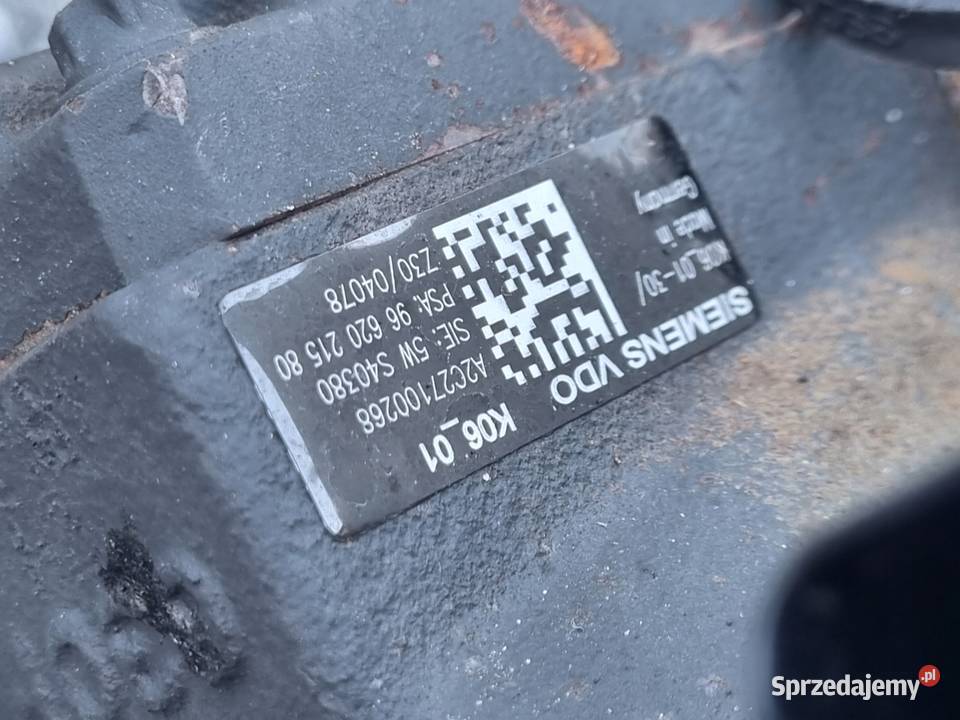 SIEMENS VDO
K06_01
A2C27100268
SIE: 5W S40380
PSA: 96 620 215 80
Z30/04078
K06_01-30/
Made in
Germany
Sprzedajemy.pl